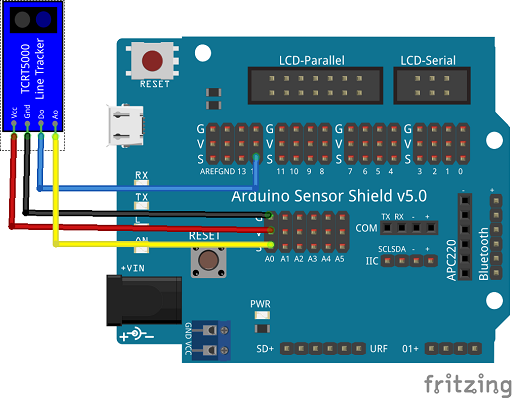 TCRT5000
Line Tracker
Vcc
Gnd
Do
Ao
RESET
LCD-Parallel
LCD-Serial
G
V
S
G
V
S
G
V
S
G
V
S
AREF GND 13 1
11 10 9 8
7 6 5 4
3 2 1 0
RX
TX
L
ON
Arduino Sensor Shield v5.0
G
V
S
A0 A1 A2 A3 A4 A5
RESET
COM
TX RX - +
IIC
SCL SDA - +
APC220
-
Bluetooth
+
+VIN
+ -
PWR
GND VCC
SD+
URF
01+
fritzing